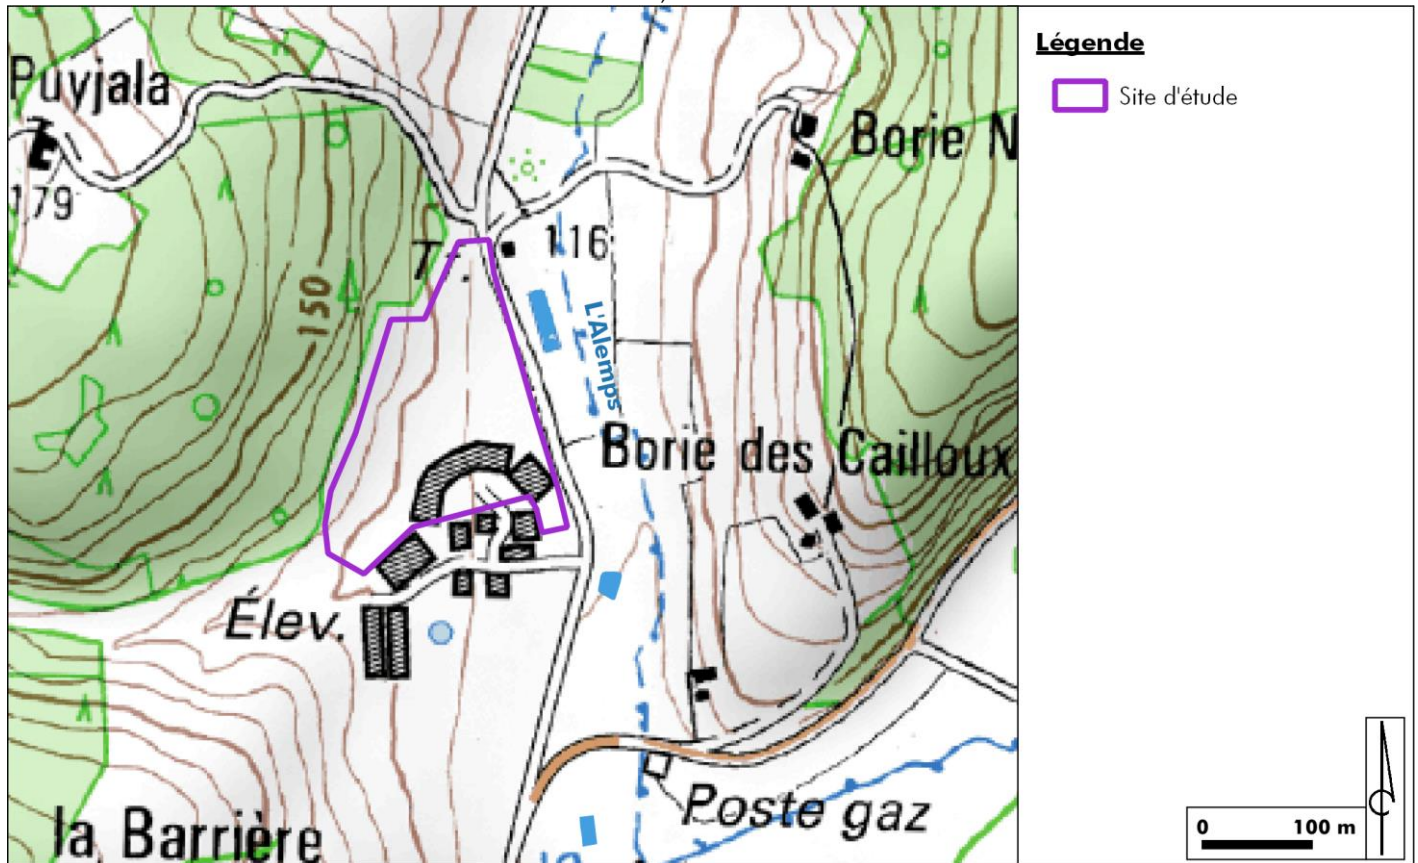 Légende
Site d'étude
Puyjala
179
Borie N
T
116
150
L'Alemps
Borie des Cailloux
Élev.
Poste gaz
la Barrière
0 100 m